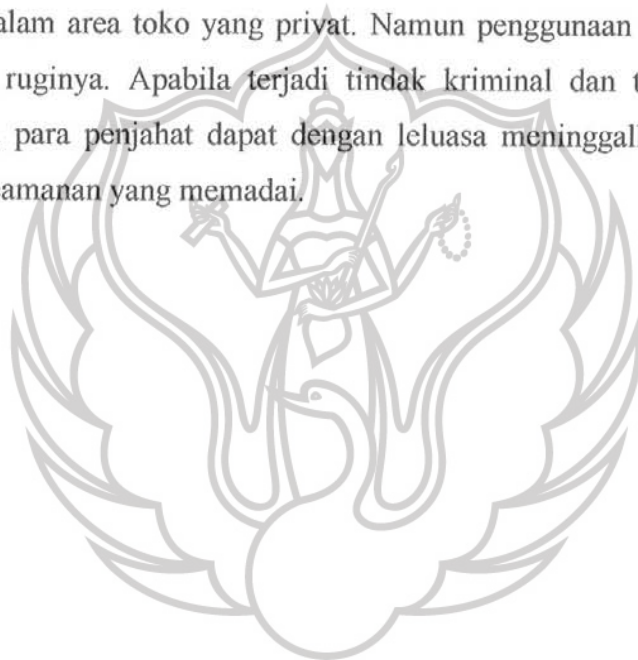 alam area toko yang privat. Namun penggunaan
ruginya. Apabila terjadi tindak kriminal dan t
para penjahat dapat dengan leluasa meninggal
amanan yang memadai.